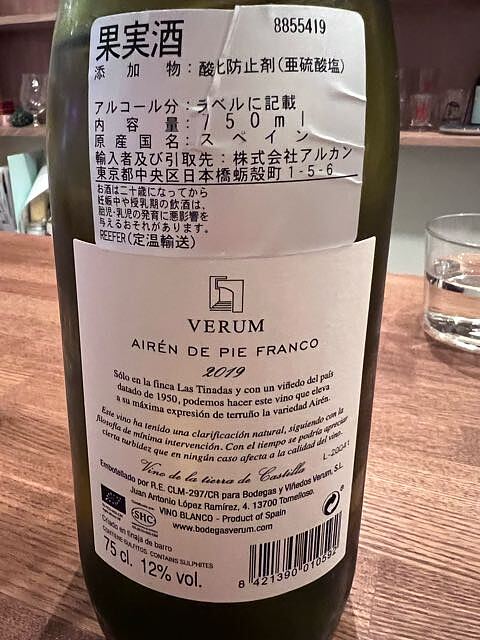 果実酒 8855419
添加物:酸化防止剤(亜硫酸塩)
アルコール分:ラベルに記載
内容量:750ml
原産国名:スペイン
輸入者及び引取先:株式会社アルカン
東京都中央区日本橋蛎殻町1-5-6
お酒は二十歳になってから
妊娠中や授乳期の飲酒は、
胎児・乳児の発育に悪影響を
与えるおそれがあります。
REEFER(定温輸送)
VERUM
AIRÉN DE PIE FRANCO
2019
Sólo en la finca Las Tinadas y con un viñedo del país
datado de 1950, podemos hacer este vino que eleva
a su máxima expresión de terruño la variedad Airén.
Este vino ha tenido una clarificación natural, siguiendo con la
filosofía de mínima intervención. Con el tiempo se podría apreciar
cierta turbidez que en ningún caso afecta a la calidad del vino.
Vino de la tierra de Castilla
Embotellado por R.E. CLM-297/CR para Bodegas y Viñedos Verum, S.L.
Juan Antonio López Ramírez, 4. 13700 Tomelloso.
VINO BLANCO - Product of Spain
www.bodegasverum.com
SHC
Criado en tinaja de barro
CONTIENE SULFITOS. CONTAINS SULPHITES
75 cl. 12% vol.